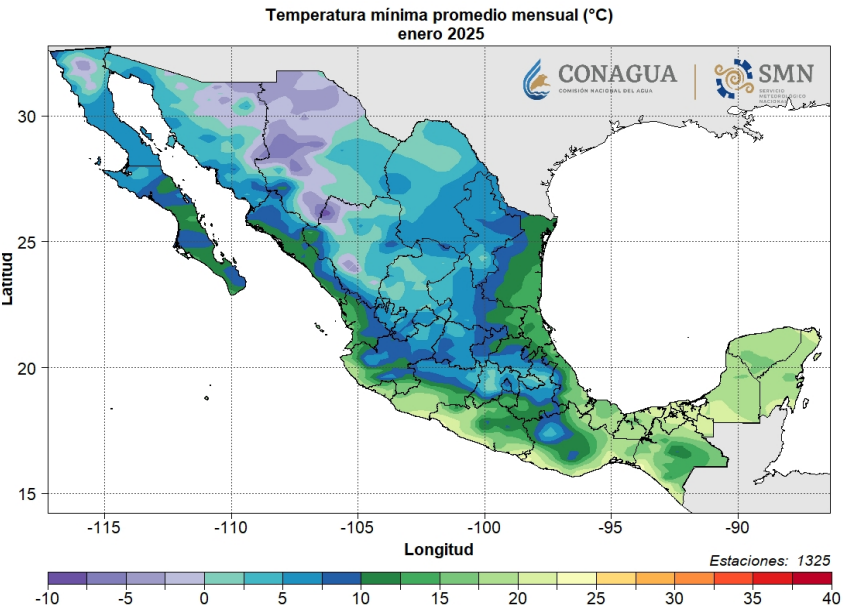 Temperatura mínima promedio mensual (°C)
enero 2025
CONAGUA
COMISIÓN NACIONAL DEL AGUA
SMN
SERVICIO
METEOROLÓGICO
NACIONAL
30
25
20
15
Latitud
-115 -110 -105 -100 -95 -90
Longitud
Estaciones: 1325
-10 -5 0 5 10 15 20 25 30 35 40